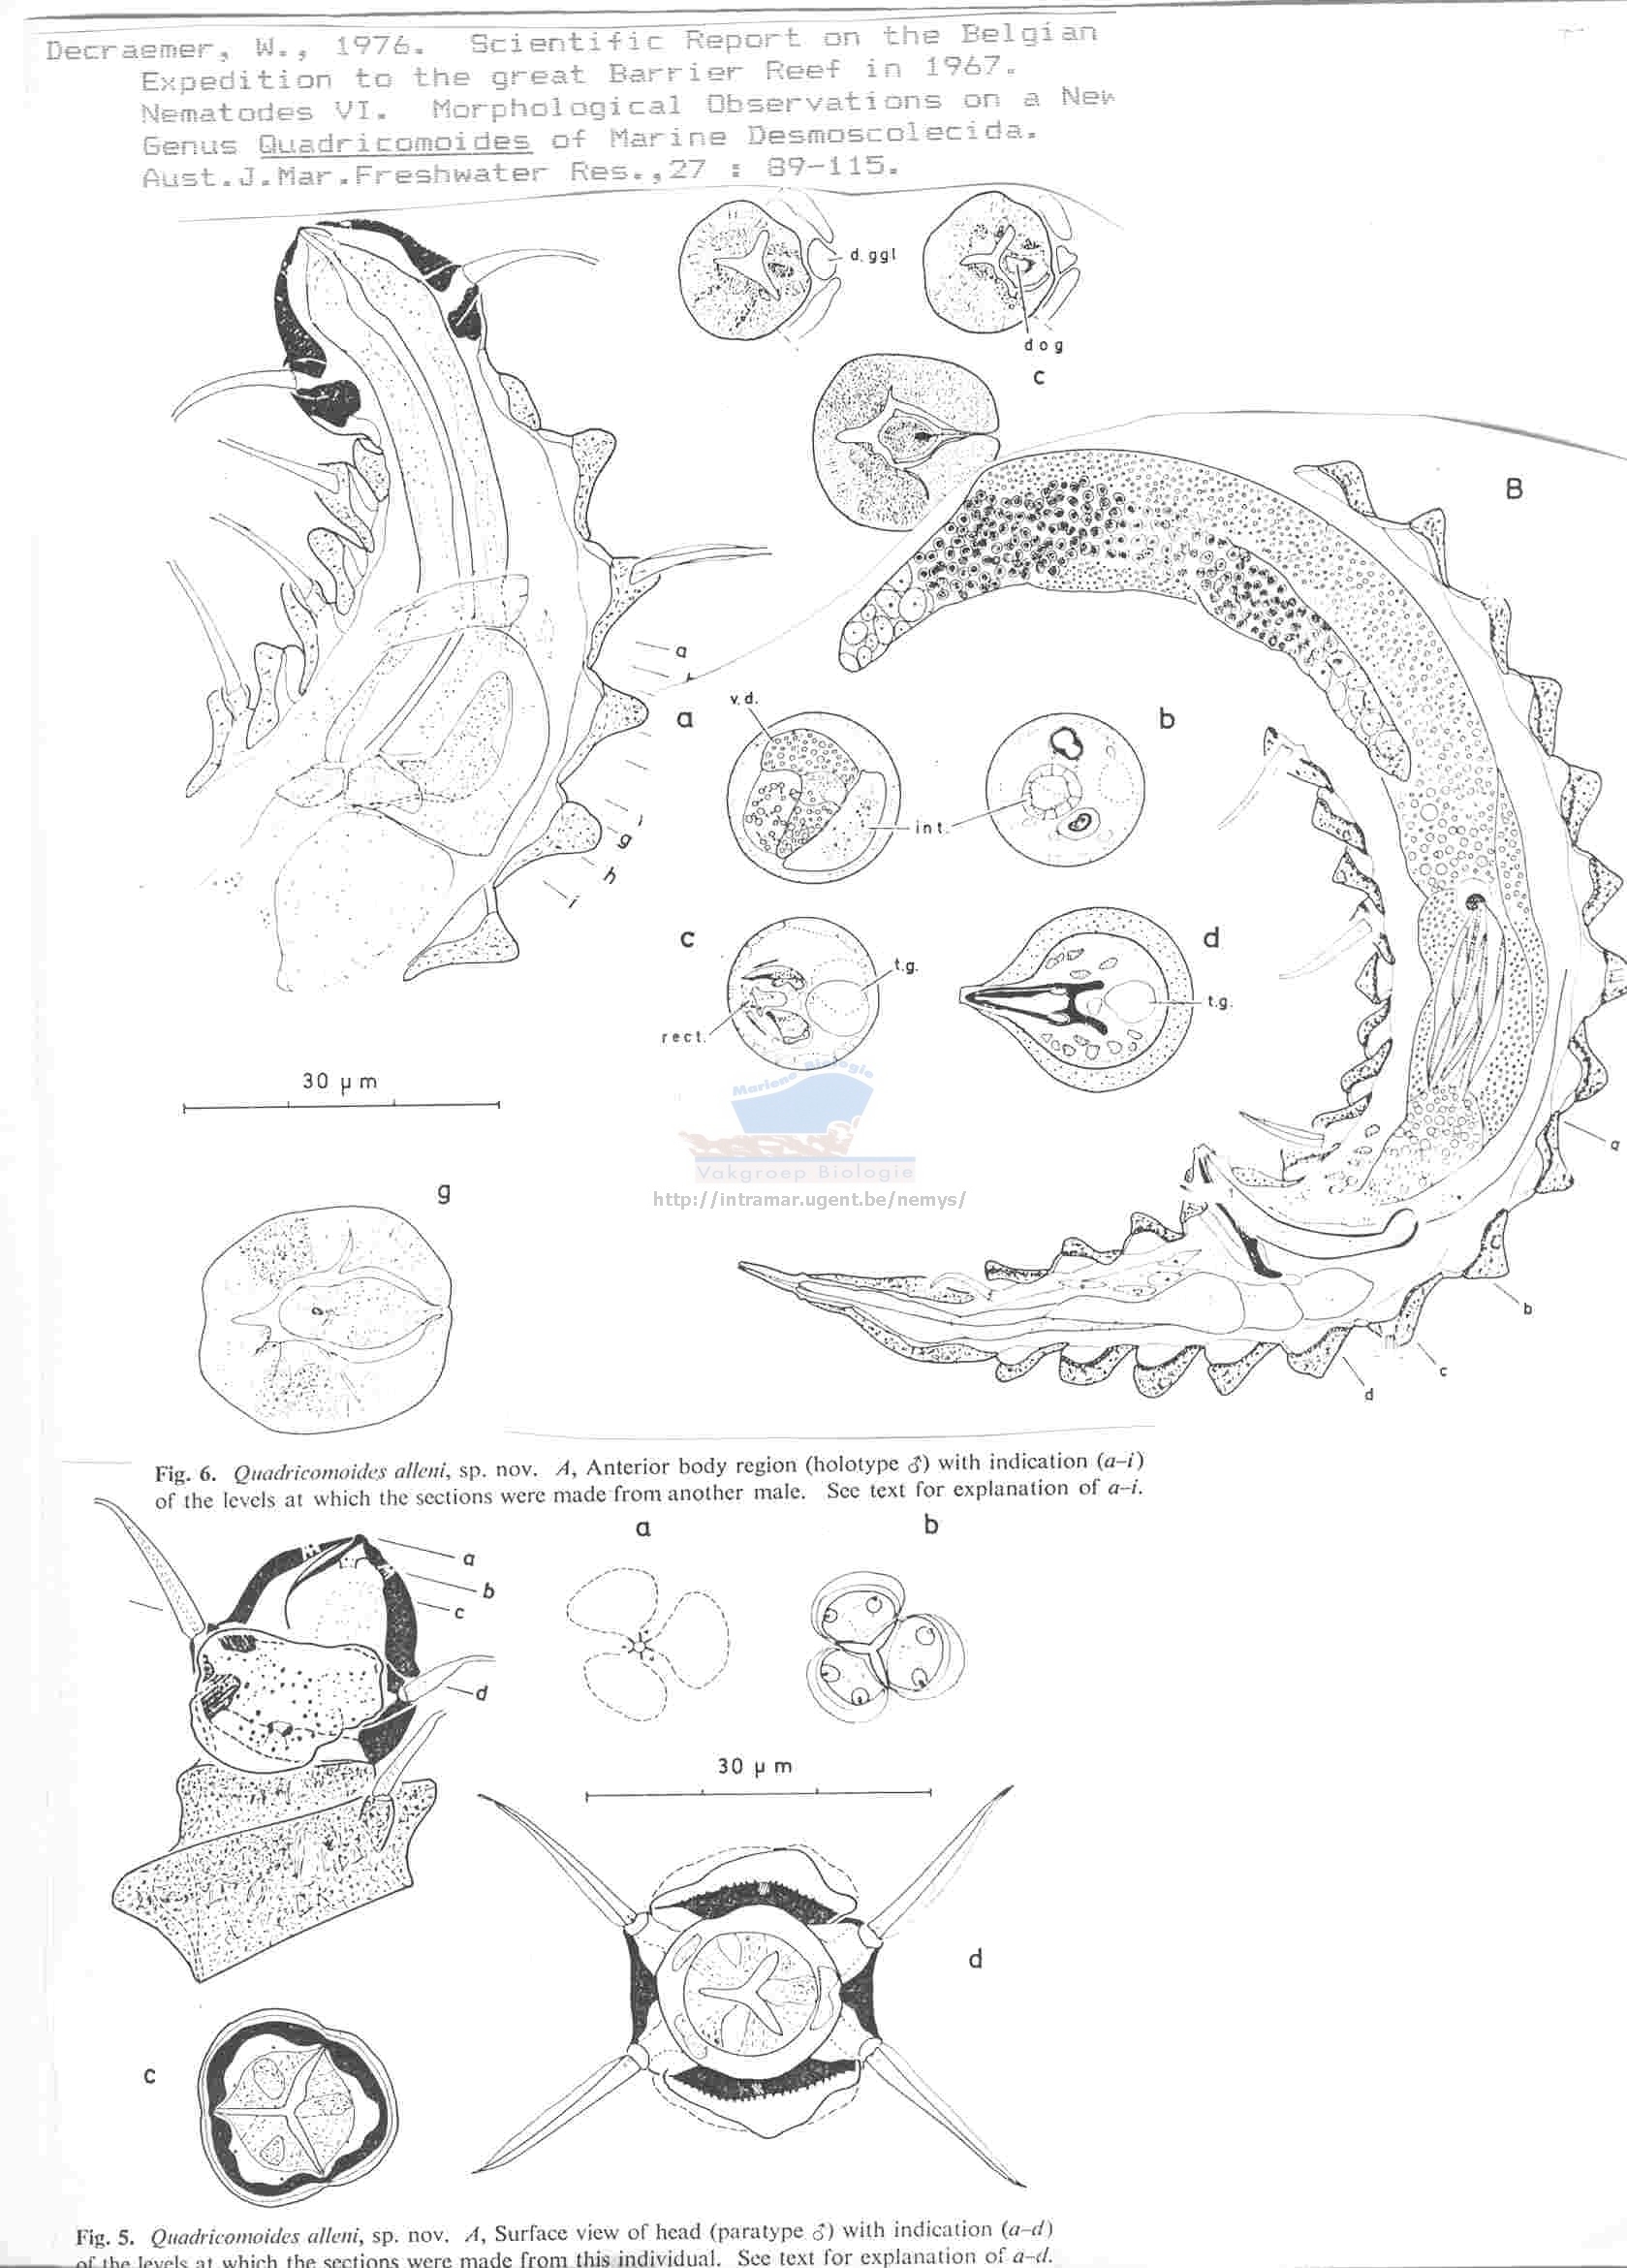 Decraemer, W., 1976. Scientific Report on the Belgian
Expedition to the great Barrier Reef in 1967.
Nematodes VI. Morphological Observations on a New
Genus Quadricomoides of Marine Desmoscolecida.
Aust.J.Mar.Freshwater Res.,27 : 89-115.
d.ggl
dog
c
B
a
g
h
i
a
v.d.
b
int.
c
t.g.
rect.
d
t.g.
30 µm
Mariene Biologie
Vakgroep Biologie
http://intramar.ugent.be/nemys/
g
a
b
c
d
Fig. 6. Quadricomoides alleni, sp. nov. A, Anterior body region (holotype ♂) with indication (a–i)
of the levels at which the sections were made from another male. See text for explanation of a–i.
a
b
c
d
a
b
30 µm
d
c
Fig. 5. Quadricomoides alleni, sp. nov. A, Surface view of head (paratype ♂) with indication (a–d)
of the levels at which the sections were made from this individual. See text for explanation of a–d.